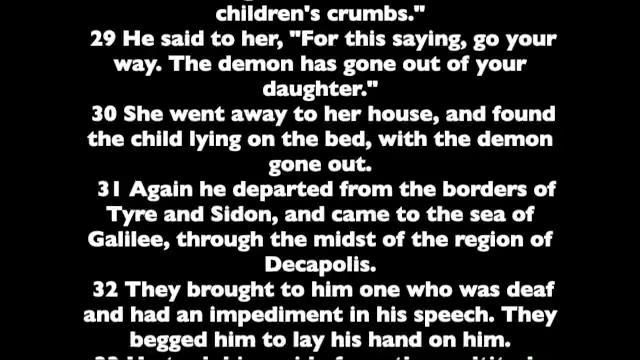 children's crumbs."
29 He said to her, "For this saying, go your
way. The demon has gone out of your
daughter."
30 She went away to her house, and found
the child lying on the bed, with the demon
gone out.
31 Again he departed from the borders of
Tyre and Sidon, and came to the sea of
Galilee, through the midst of the region of
Decapolis.
32 They brought to him one who was deaf
and had an impediment in his speech. They
begged him to lay his hand on him.